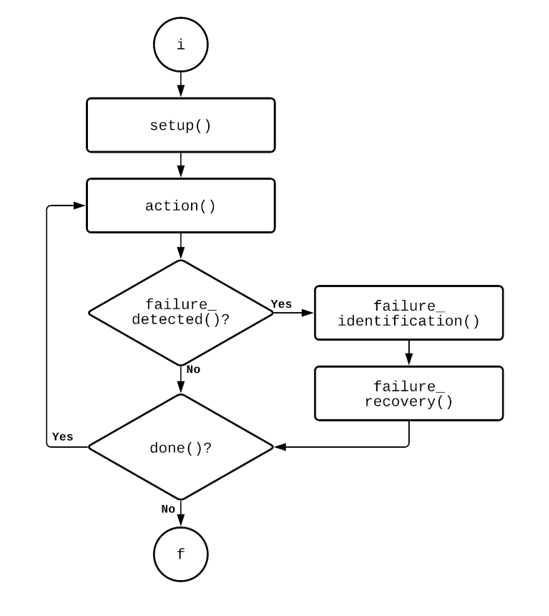 i
setup()
action()
failure_
detected()?
Yes
failure_
identification()
No
failure_
recovery()
Yes
done()?
No
f